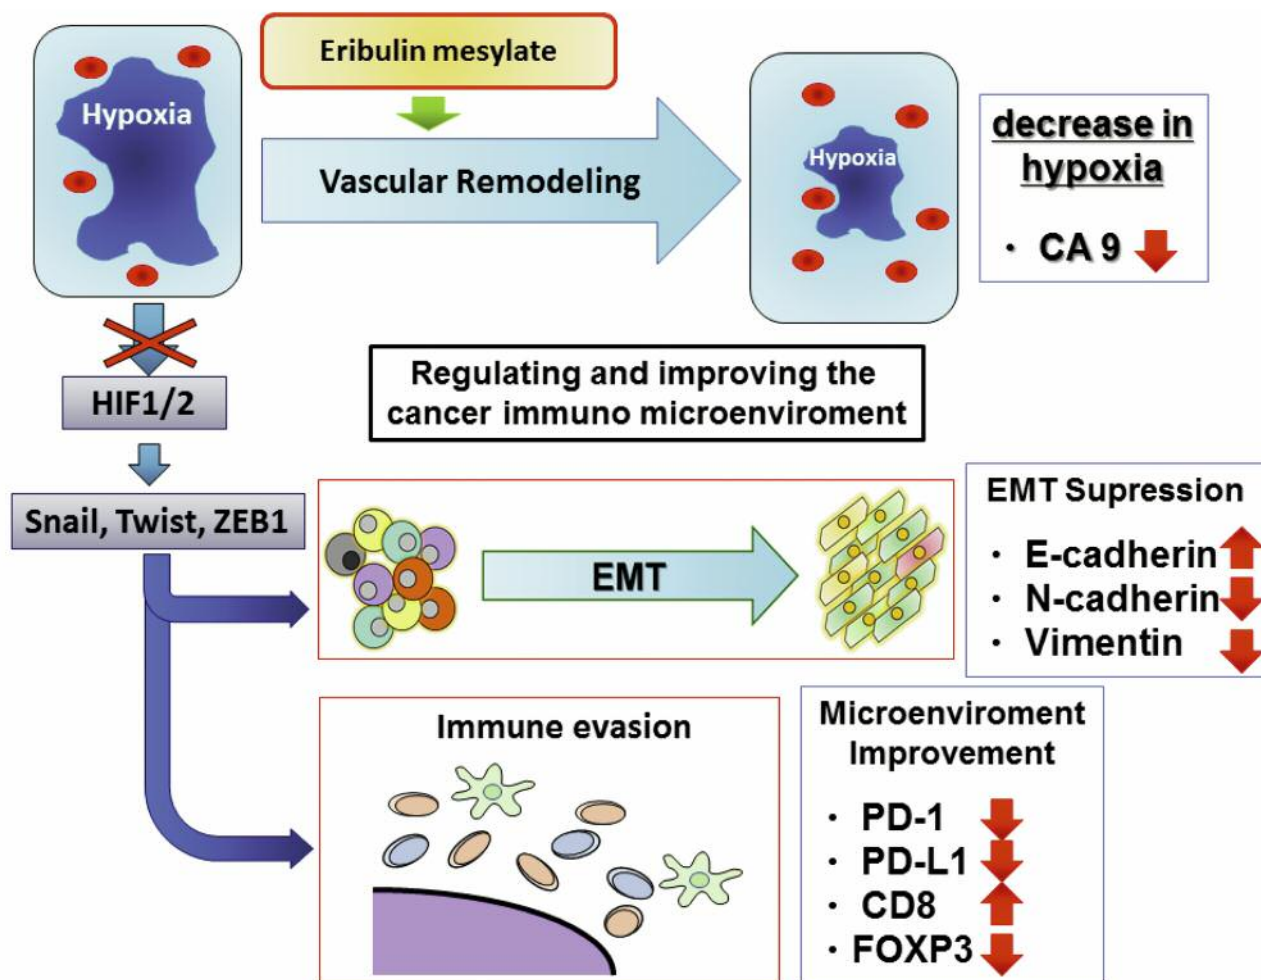 Eribulin mesylate
Hypoxia
Vascular Remodeling
Hypoxia
decrease in
hypoxia
· CA 9
HIF1/2
Regulating and improving the
cancer immuno microenviroment
Snail, Twist, ZEB1
EMT
EMT Supression
· E-cadherin
· N-cadherin
· Vimentin
Immune evasion
Microenviroment
Improvement
· PD-1
· PD-L1
· CD8
· FOXP3